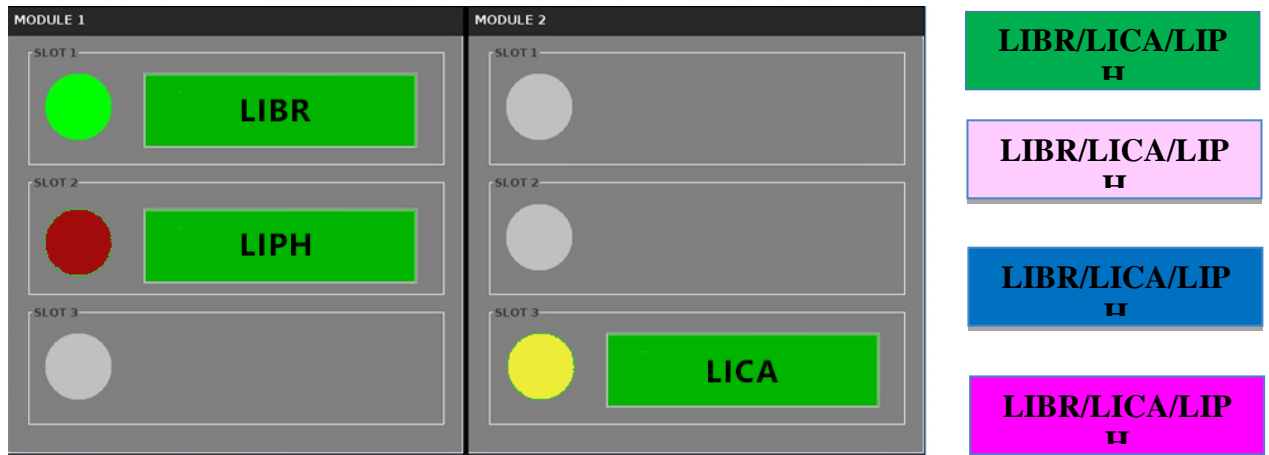 MODULE 1
SLOT 1
LIBR
SLOT 2
LIPH
SLOT 3
MODULE 2
SLOT 1
SLOT 2
SLOT 3
LICA
LIBR/LICA/LIP
H
LIBR/LICA/LIP
H
LIBR/LICA/LIP
H
LIBR/LICA/LIP
H